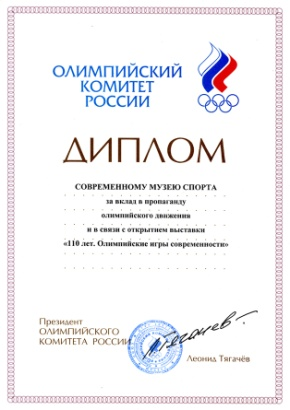 ОЛИМПИЙСКИЙ
КОМИТЕТ
РОССИИ
ДИПЛОМ
СОВРЕМЕННОМУ МУЗЕЮ СПОРТА
за вклад в пропаганду
олимпийского движения
и в связи с открытием выставки
«110 лет. Олимпийские игры современности»
Президент
ОЛИМПИЙСКОГО
КОМИТЕТА РОССИИ
Леонид Тягачёв